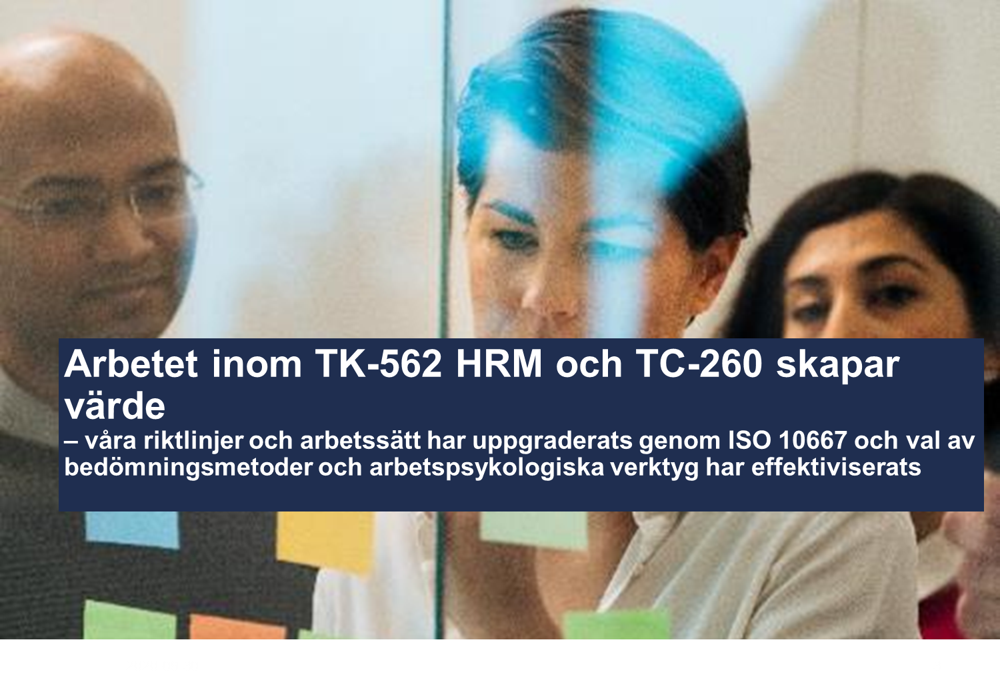 Arbetet inom TK-562 HRM och TC-260 skapar
värde
– våra riktlinjer och arbetssätt har uppgraderats genom ISO 10667 och val av
bedömningsmetoder och arbetspsykologiska verktyg har effektiviserats